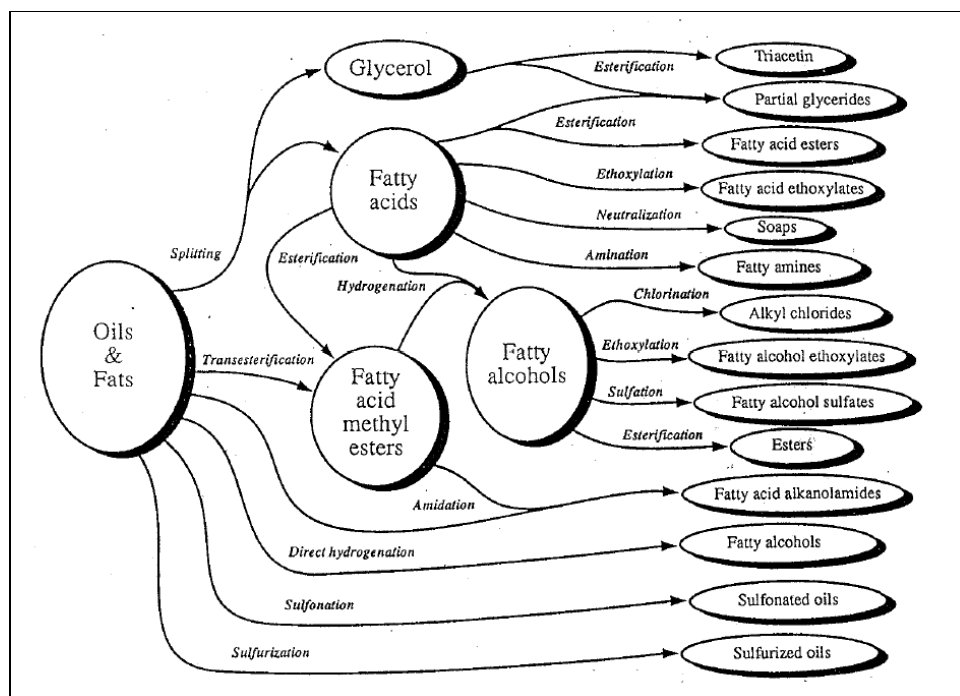 Glycerol
Esterification
Triacetin
Partial glycerides
Esterification
Fatty acid esters
Fatty
acids
Ethoxylation
Fatty acid ethoxylates
Neutralization
Soaps
Splitting
Esterification
Amination
Fatty amines
Hydrogenation
Chlorination
Alkyl chlorides
Oils
&
Fats
Transesterification
Fatty
acid
methyl
esters
Fatty
alcohols
Ethoxylation
Fatty alcohol ethoxylates
Sulfation
Fatty alcohol sulfates
Esterification
Esters
Amidation
Fatty acid alkanolamides
Direct hydrogenation
Fatty alcohols
Sulfonation
Sulfonated oils
Sulfurization
Sulfurized oils